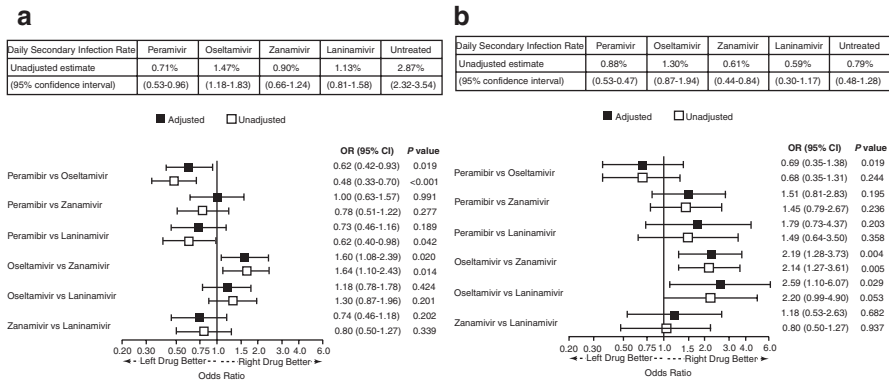 a
Daily Secondary Infection Rate Peramivir Oseltamivir Zanamivir Laninamivir Untreated
Unadjusted estimate 0.71% 1.47% 0.90% 1.13% 2.87%
(95% confidence interval) (0.53-0.96) (1.18-1.83) (0.66-1.24) (0.81-1.58) (2.32-3.54)
Adjusted Unadjusted
OR (95% CI) P value
Peramibir vs Oseltamivir
0.62 (0.42-0.93) 0.019
0.48 (0.33-0.70) <0.001
Peramibir vs Zanamivir
1.00 (0.63-1.57) 0.991
0.78 (0.51-1.22) 0.277
Peramibir vs Laninamivir
0.73 (0.46-1.16) 0.189
0.62 (0.40-0.98) 0.042
Oseltamivir vs Zanamivir
1.60 (1.08-2.39) 0.020
1.64 (1.10-2.43) 0.014
Oseltamivir vs Laninamivir
1.18 (0.78-1.78) 0.424
1.30 (0.87-1.96) 0.201
Zanamivir vs Laninamivir
0.74 (0.46-1.18) 0.202
0.80 (0.50-1.27) 0.339
0.20 0.30 0.50 0.75 1.0 1.5 2.0 3.0 4.0 6.0
Left Drug Better Right Drug Better
Odds Ratio
b
Daily Secondary Infection Rate Peramivir Oseltamivir Zanamivir Laninamivir Untreated
Unadjusted estimate 0.88% 1.30% 0.61% 0.59% 0.79%
(95% confidence interval) (0.53-0.47) (0.87-1.94) (0.44-0.84) (0.30-1.17) (0.48-1.28)
Adjusted Unadjusted
OR (95% CI) P value
Peramibir vs Oseltamivir
0.69 (0.35-1.38) 0.019
0.68 (0.35-1.31) 0.244
Peramibir vs Zanamivir
1.51 (0.81-2.83) 0.195
1.45 (0.79-2.67) 0.236
Peramibir vs Laninamivir
1.79 (0.73-4.37) 0.203
1.49 (0.64-3.50) 0.358
Oseltamivir vs Zanamivir
2.19 (1.28-3.73) 0.004
2.14 (1.27-3.61) 0.005
Oseltamivir vs Laninamivir
2.59 (1.10-6.07) 0.029
2.20 (0.99-4.90) 0.053
Zanamivir vs Laninamivir
1.18 (0.53-2.63) 0.682
0.80 (0.50-1.27) 0.937
0.20 0.30 0.50 0.75 1.0 1.5 2.0 3.0 4.0 6.0
Left Drug Better Right Drug Better
Odds Ratio